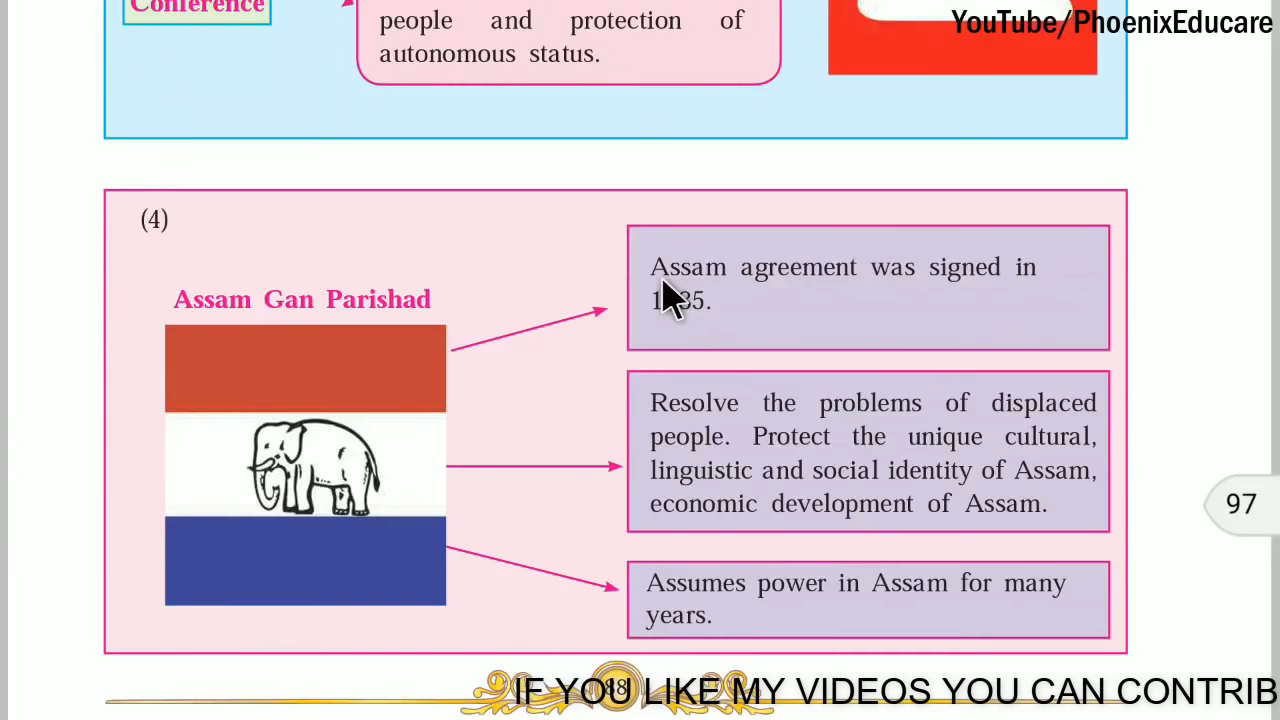 Conference
people and protection of
autonomous status.
YouTube/PhoenixEducare
(4)
Assam Gan Parishad
Assam agreement was signed in
Resolve the problems of displaced
people. Protect the unique cultural,
linguistic and social identity of Assam,
economic development of Assam.
Assumes power in Assam for many
years.
97
88
IF YOU LIKE MY VIDEOS YOU CAN CONTRIB